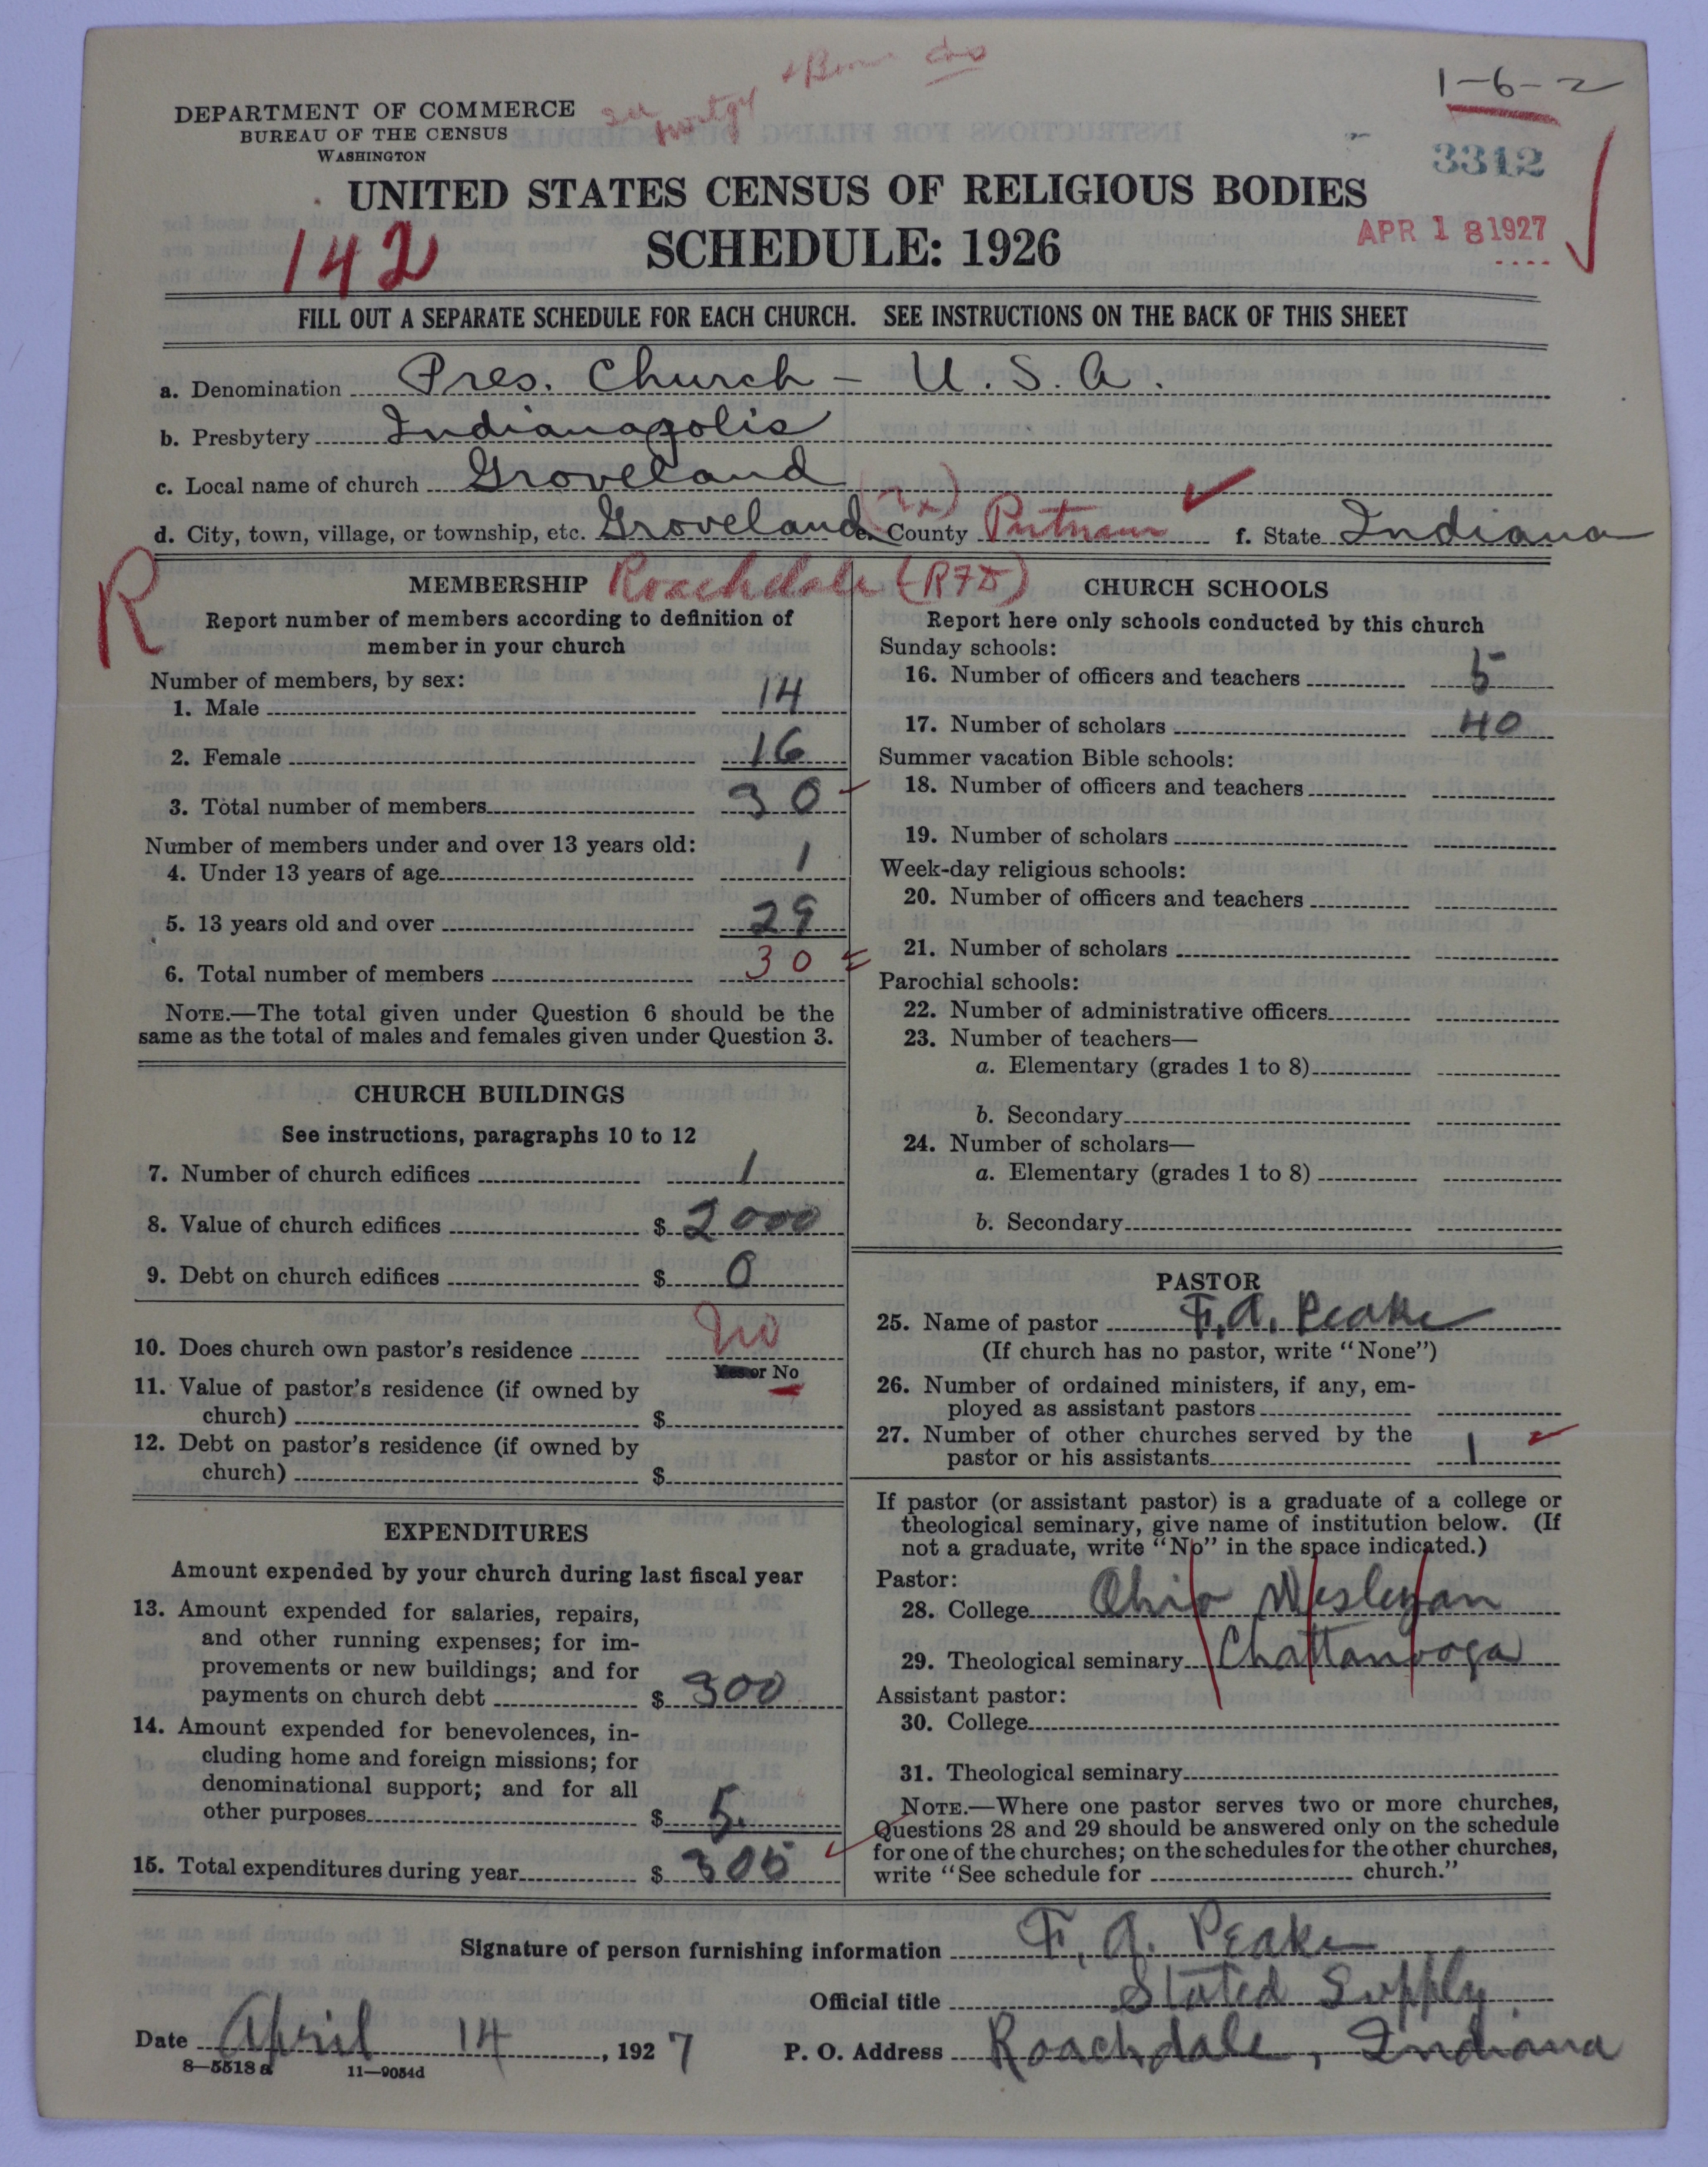 1-6-2
DEPARTMENT OF COMMERCE
BUREAU OF THE CENSUS
WASHINGTON
3312
UNITED STATES CENSUS OF RELIGIOUS BODIES
SCHEDULE: 1926
APR 18 1927
142
FILL OUT A SEPARATE SCHEDULE FOR EACH CHURCH. SEE INSTRUCTIONS ON THE BACK OF THIS SHEET
a. Denomination Pres. Church - U.S.A.
b. Presbytery Indianapolis
c. Local name of church Groveland
d. City, town, village, or township, etc. Groveland e. County Putnam f. State Indiana
R
MEMBERSHIP Roachdale (RFD)
Report number of members according to definition of
member in your church
Number of members, by sex:
1. Male 14
2. Female 16
3. Total number of members 30
Number of members under and over 13 years old:
4. Under 13 years of age 1
5. 13 years old and over 29
6. Total number of members 30
NOTE.—The total given under Question 6 should be the
same as the total of males and females given under Question 3.
CHURCH BUILDINGS
See instructions, paragraphs 10 to 12
7. Number of church edifices 1
8. Value of church edifices $ 2000
9. Debt on church edifices $ 0
10. Does church own pastor's residence No
Yes or No
11. Value of pastor's residence (if owned by
church) $
12. Debt on pastor's residence (if owned by
church) $
EXPENDITURES
Amount expended by your church during last fiscal year
13. Amount expended for salaries, repairs,
and other running expenses; for im-
provements or new buildings; and for
payments on church debt $ 300
14. Amount expended for benevolences, in-
cluding home and foreign missions; for
denominational support; and for all
other purposes $ 5.
15. Total expenditures during year $ 305
CHURCH SCHOOLS
Report here only schools conducted by this church
Sunday schools:
16. Number of officers and teachers 5
17. Number of scholars 40
Summer vacation Bible schools:
18. Number of officers and teachers
19. Number of scholars
Week-day religious schools:
20. Number of officers and teachers
21. Number of scholars
Parochial schools:
22. Number of administrative officers
23. Number of teachers—
a. Elementary (grades 1 to 8)
b. Secondary
24. Number of scholars—
a. Elementary (grades 1 to 8)
b. Secondary
PASTOR
25. Name of pastor F. A. Peake
(If church has no pastor, write "None")
26. Number of ordained ministers, if any, em-
ployed as assistant pastors
27. Number of other churches served by the
pastor or his assistants 1
If pastor (or assistant pastor) is a graduate of a college or
theological seminary, give name of institution below. (If
not a graduate, write "No" in the space indicated.)
Pastor:
28. College Ohio Wesleyan
29. Theological seminary Chattanooga
Assistant pastor:
30. College
31. Theological seminary
NOTE.—Where one pastor serves two or more churches,
Questions 28 and 29 should be answered only on the schedule
for one of the churches; on the schedules for the other churches,
write "See schedule for church."
Signature of person furnishing information F. A. Peake
Official title Stated Supply
Date April 14, 1927 P. O. Address Roachdale, Indiana
8—5518a 11—9054d